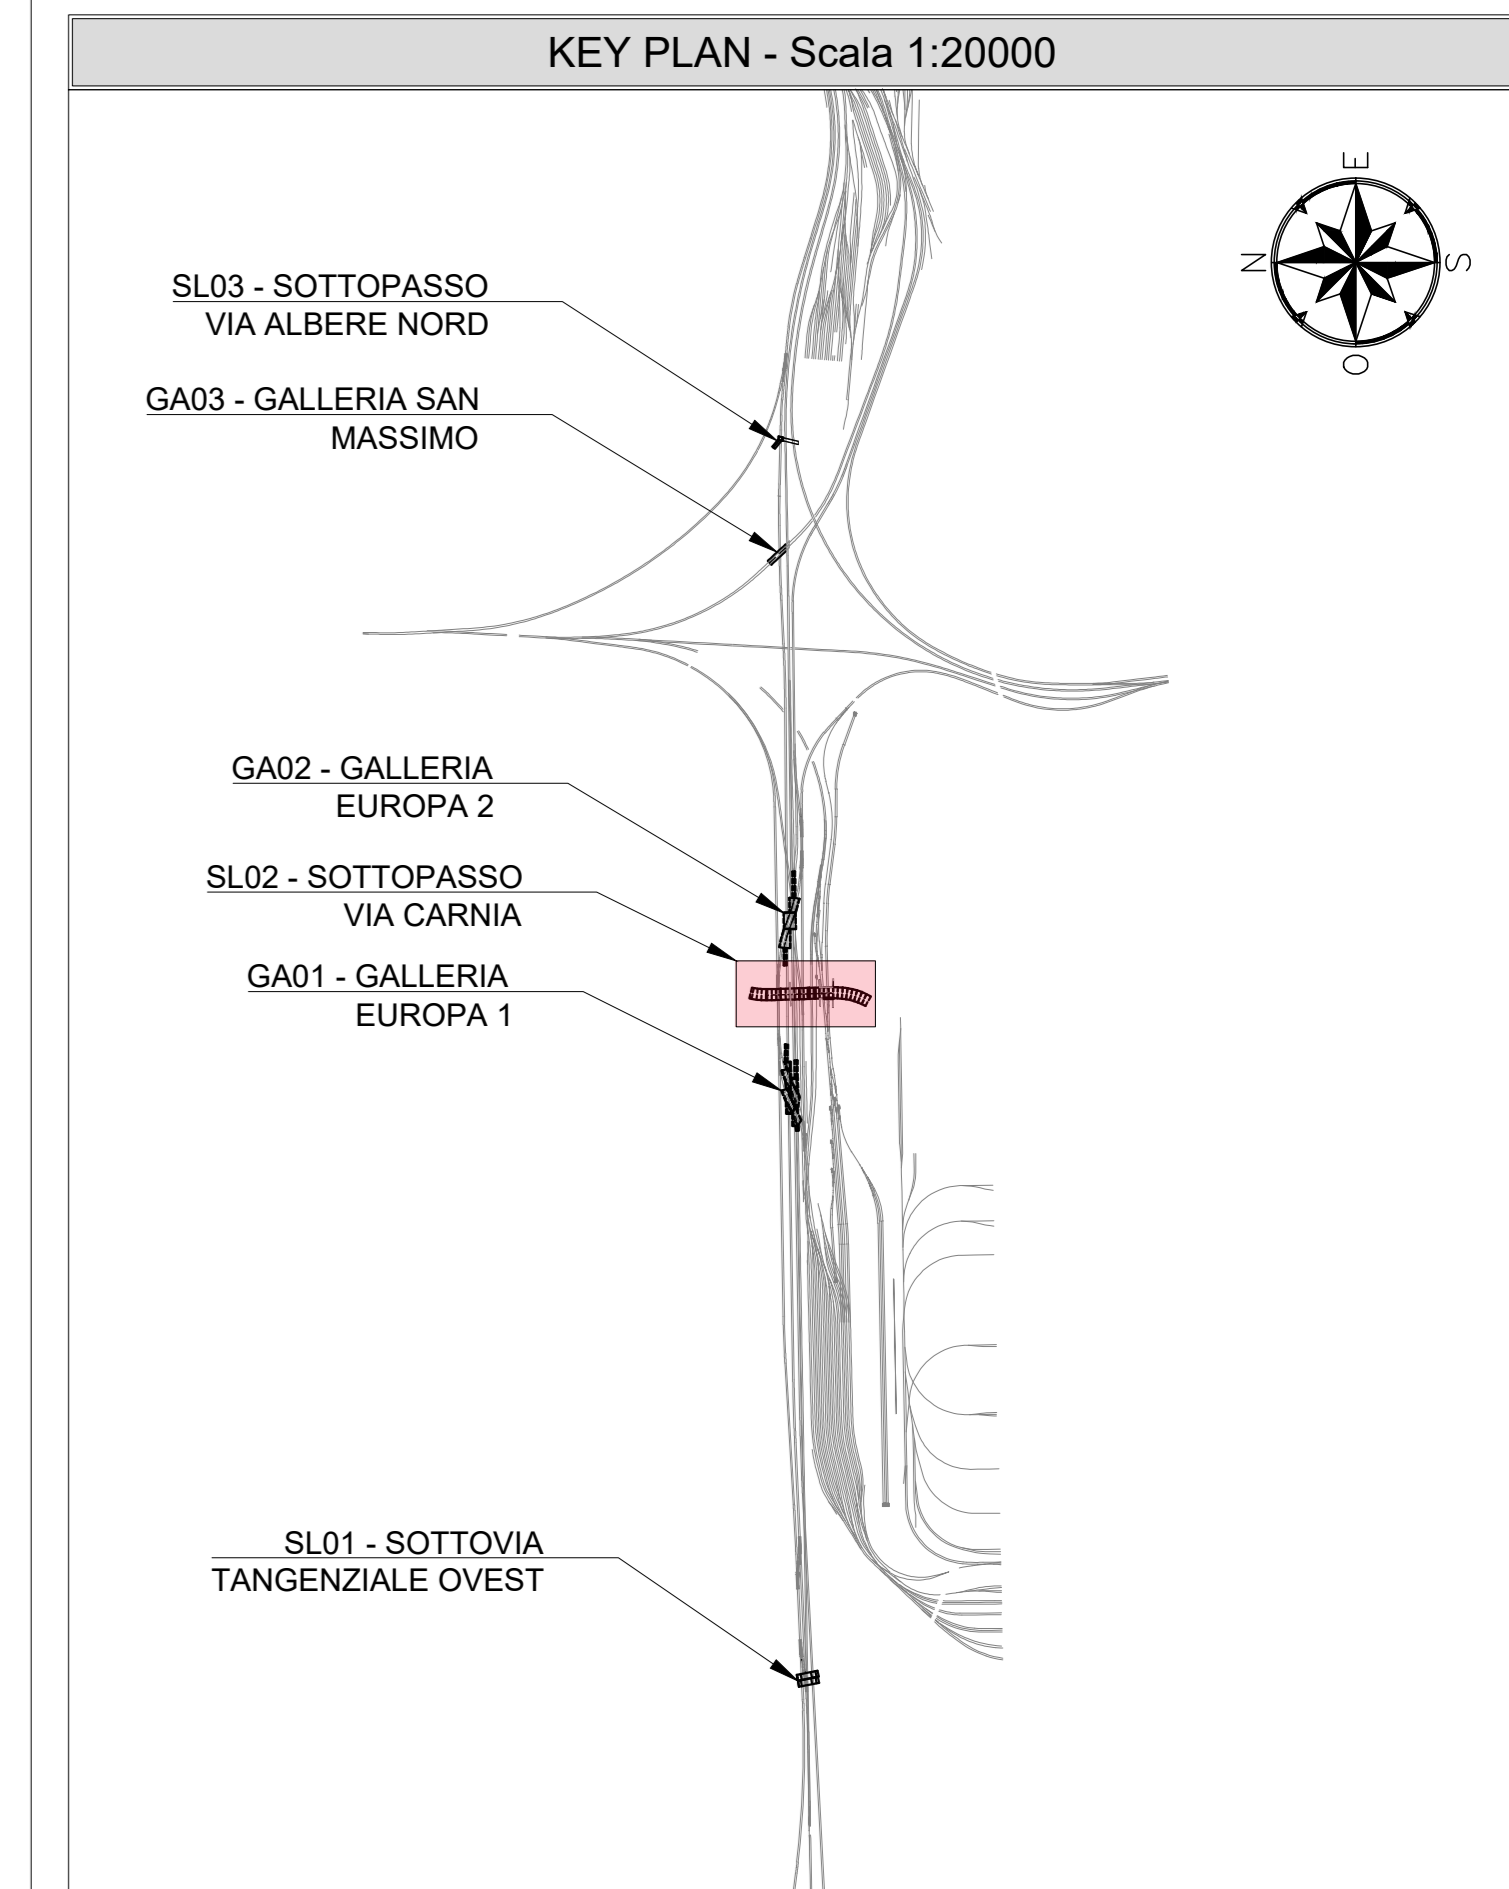 KEY PLAN - Scala 1:20000
E
N
S
O
SL03 - SOTTOPASSO
VIA ALBERE NORD
GA03 - GALLERIA SAN
MASSIMO
GA02 - GALLERIA
EUROPA 2
SL02 - SOTTOPASSO
VIA CARNIA
GA01 - GALLERIA
EUROPA 1
SL01 - SOTTOVIA
TANGENZIALE OVEST